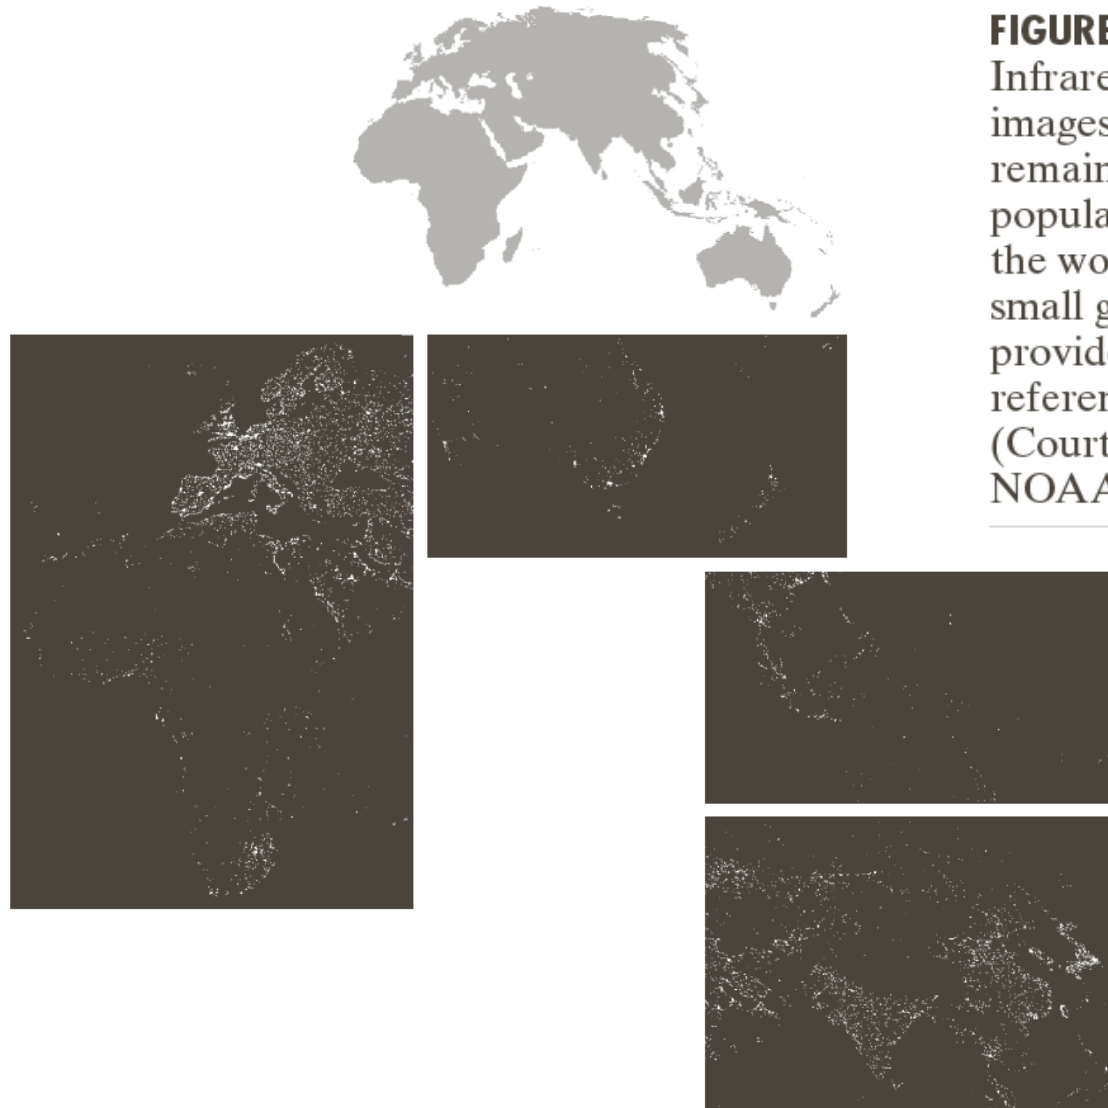 FIGURE
Infrare
images
remain
popula
the wo
small g
provid
referen
(Court
NOAA